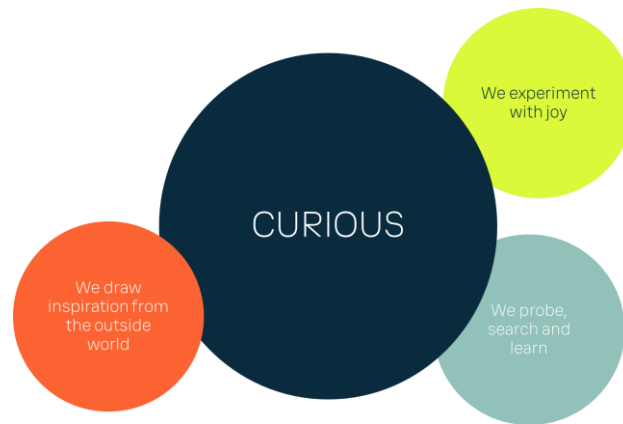 We experiment
with joy
CURIOUS
We draw
inspiration from
the outside
world
We probe,
search and
learn